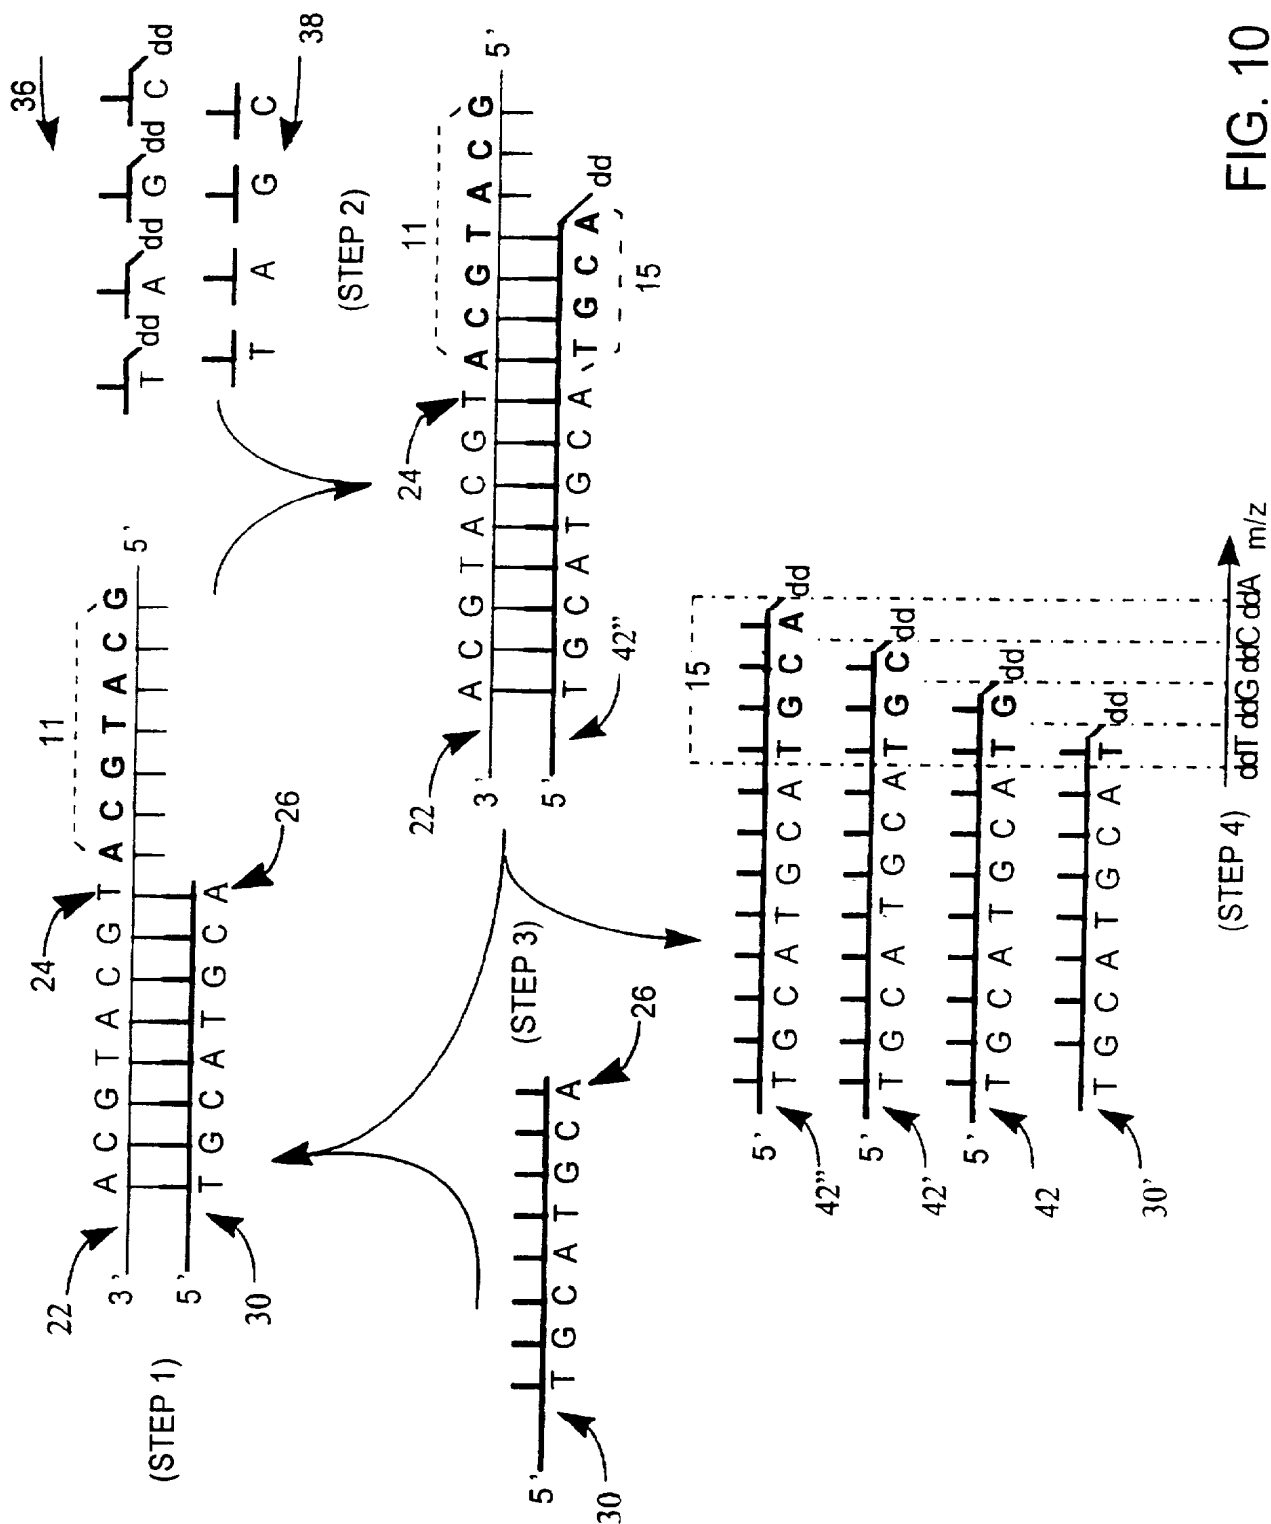 36
dd dd dd dd
T A G C
T A G C
38
(STEP 1)
22
24
11
3' A C G T A C G T A C G T A C G 5'
5' T G C A T G C A
30
26
(STEP 2)
22
24
11
3' A C G T A C G T A C G T A C G 5'
5' T G C A T G C A T G C A dd
42"
15
(STEP 3)
5' T G C A T G C A
30
26
15
5' T G C A T G C A T G C A dd
42"
5' T G C A T G C A T G C dd
42'
5' T G C A T G C A T G dd
42
T G C A T G C A T dd
30'
(STEP 4)
ddT ddG ddC ddA
m/z
FIG. 10